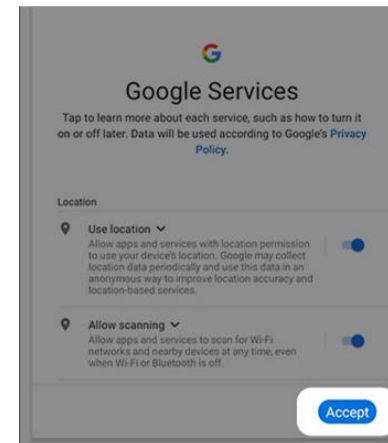 Google Services
Tap to learn more about each service, such as how to turn it
on or off later. Data will be used according to Google's Privacy
Policy.
Location
Use location
Allow apps and services with location permission
to use your device's location. Google may collect
location data periodically and use this data in an
anonymous way to improve location accuracy and
location-based services.
Allow scanning
Allow apps and services to scan for Wi-Fi
networks and nearby devices at any time, even
when Wi-Fi or Bluetooth is off.
Accept